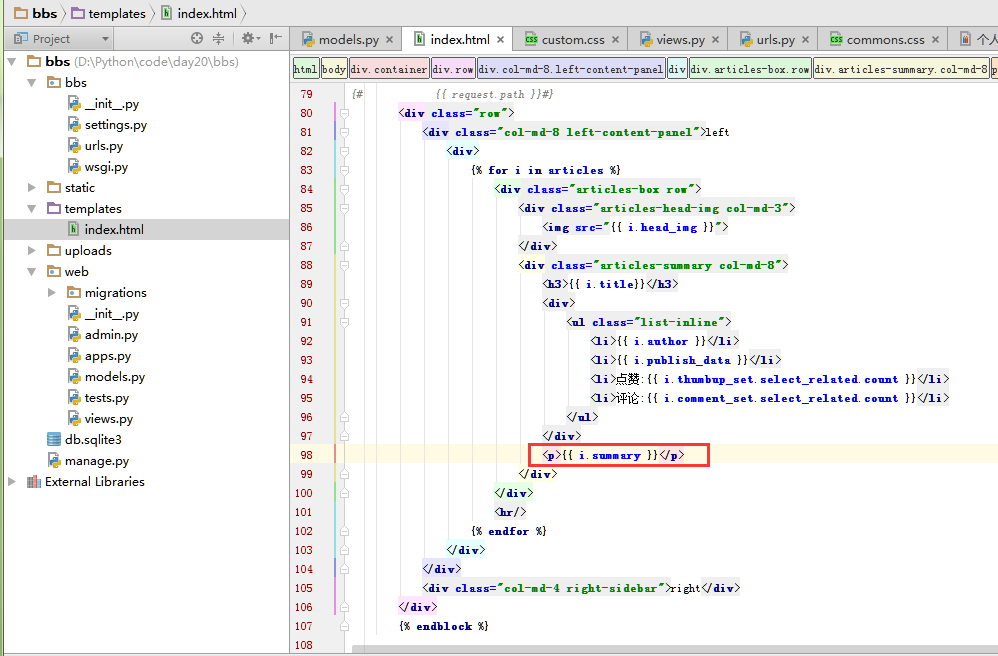 bbs templates index.html
Project
models.py index.html custom.css views.py urls.py commons.css 个人
bbs (D:\Python\code\day20\bbs)
bbs
__init__.py
settings.py
urls.py
wsgi.py
static
templates
index.html
uploads
web
migrations
__init__.py
admin.py
apps.py
models.py
tests.py
views.py
db.sqlite3
manage.py
External Libraries
html body div.container div.row div.col-md-8.left-content-panel div div.articles-box.row div.articles-summary.col-md-8 p
79 {# {{ request.path }}#}
80 <div class="row">
81 <div class="col-md-8 left-content-panel">left
82 <div>
83 {% for i in articles %}
84 <div class="articles-box row">
85 <div class="articles-head-img col-md-3">
86 <img src="{{ i.head_img }}">
87 </div>
88 <div class="articles-summary col-md-8">
89 <h3>{{ i.title}}</h3>
90 <div>
91 <ul class="list-inline">
92 <li>{{ i.author }}</li>
93 <li>{{ i.publish_data }}</li>
94 <li>点赞:{{ i.thumbup_set.select_related.count }}</li>
95 <li>评论:{{ i.comment_set.select_related.count }}</li>
96 </ul>
97 </div>
98 <p>{{ i.summary }}</p>
99 </div>
100 </div>
101 <hr/>
102 {% endfor %}
103 </div>
104 </div>
105 <div class="col-md-4 right-sidebar">right</div>
106 </div>
107 {% endblock %}
108